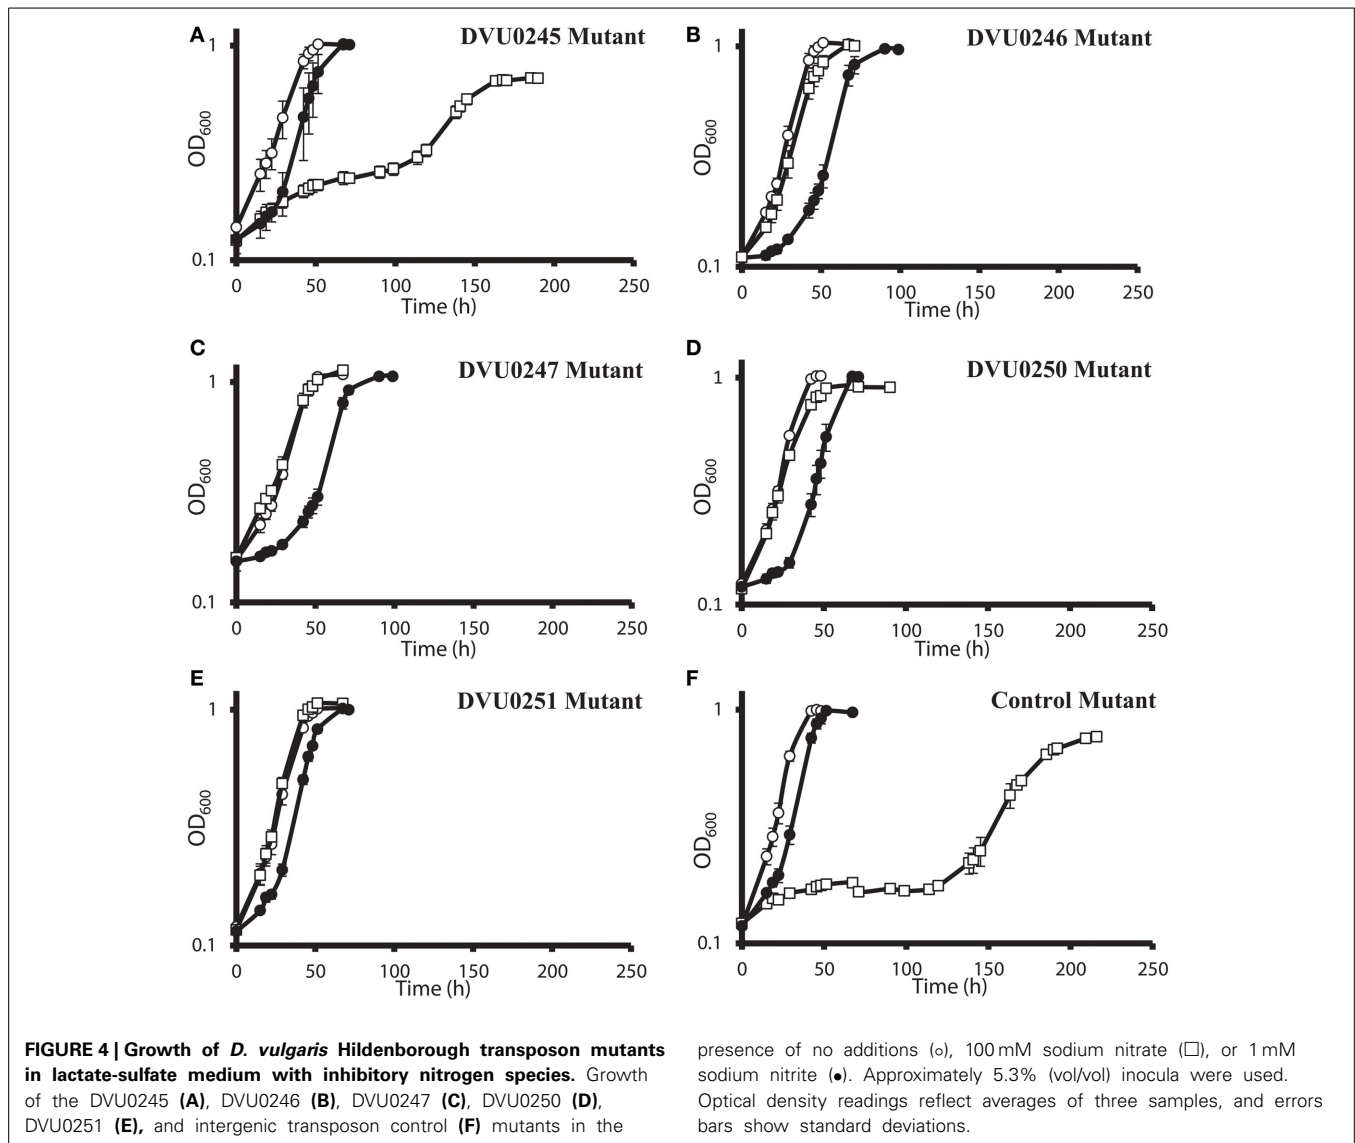 A
DVU0245 Mutant
1
OD600
0.1
0 50 100 150 200 250
Time (h)
B
DVU0246 Mutant
1
OD600
0.1
0 50 100 150 200 250
Time (h)
C
DVU0247 Mutant
1
OD600
0.1
0 50 100 150 200 250
Time (h)
D
DVU0250 Mutant
1
OD600
0.1
0 50 100 150 200 250
Time (h)
E
DVU0251 Mutant
1
OD600
0.1
0 50 100 150 200 250
Time (h)
F
Control Mutant
1
OD600
0.1
0 50 100 150 200 250
Time (h)
FIGURE 4 | Growth of D. vulgaris Hildenborough transposon mutants
in lactate-sulfate medium with inhibitory nitrogen species. Growth
of the DVU0245 (A), DVU0246 (B), DVU0247 (C), DVU0250 (D),
DVU0251 (E), and intergenic transposon control (F) mutants in the
presence of no additions (○), 100 mM sodium nitrate (□), or 1 mM
sodium nitrite (●). Approximately 5.3% (vol/vol) inocula were used.
Optical density readings reflect averages of three samples, and errors
bars show standard deviations.